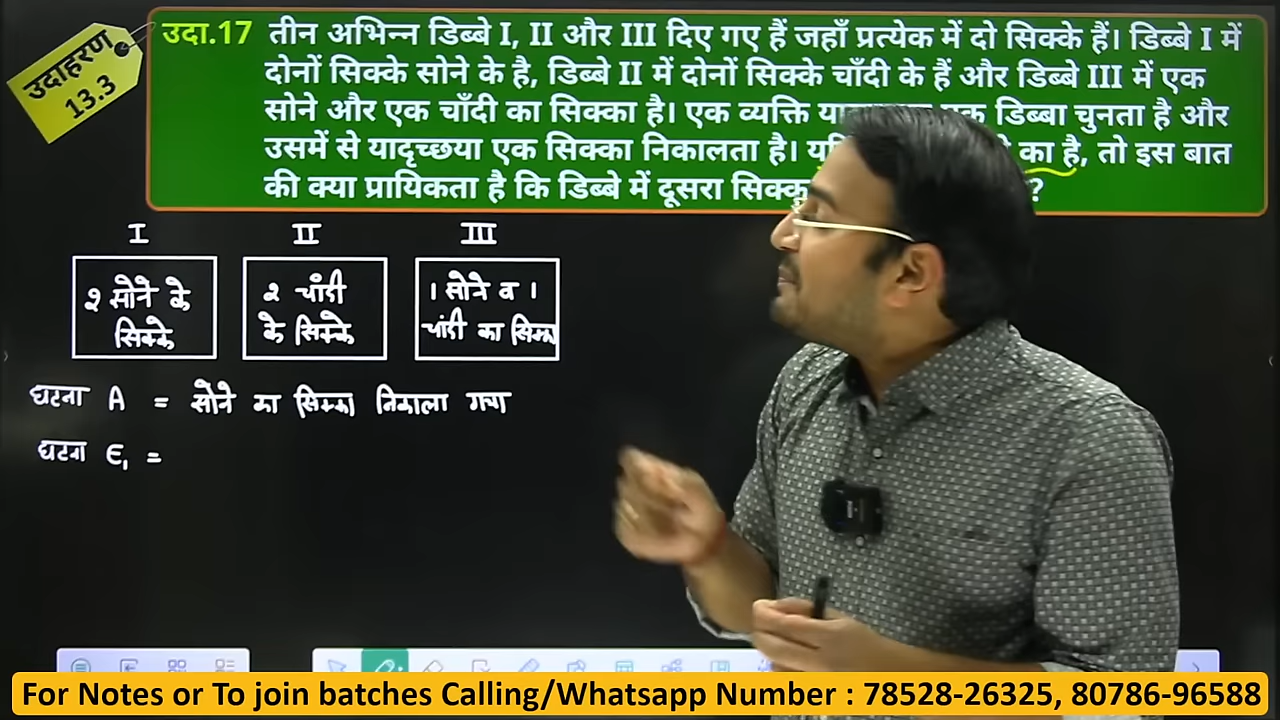 उदाहरण
13.3
उदा.17 तीन अभिन्न डिब्बे I, II और III दिए गए हैं जहाँ प्रत्येक में दो सिक्के हैं। डिब्बे I में
दोनों सिक्के सोने के है, डिब्बे II में दोनों सिक्के चाँदी के हैं और डिब्बे III में एक
सोने और एक चाँदी का सिक्का है। एक व्यक्ति डिब्बा चुनता है और
उसमें से यादृच्छया एक सिक्का निकालता है। का है, तो इस बात
की क्या प्रायिकता है कि डिब्बे में दूसरा ?
I II III
2 सोने के
सिक्के
2 चांदी
के सिक्के
1 सोने व 1
चांदी का सिक्का
घटना A = सोने का सिक्का निकाला गया
घटना E₁ =
For Notes or To join batches Calling/Whatsapp Number : 78528-26325, 80786-96588